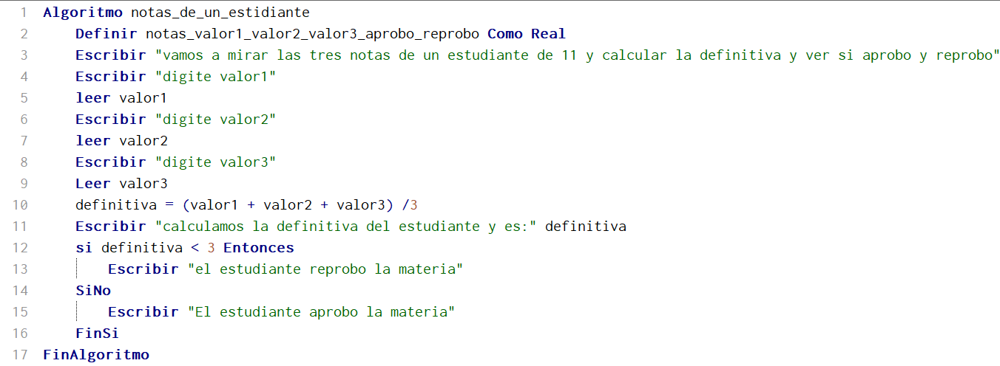 1 Algoritmo notas_de_un_estidiante
2 Definir notas_valor1_valor2_valor3_aprobo_reprobo Como Real
3 Escribir "vamos a mirar las tres notas de un estudiante de 11 y calcular la definitiva y ver si aprobo y reprobo"
4 Escribir "digite valor1"
5 leer valor1
6 Escribir "digite valor2"
7 leer valor2
8 Escribir "digite valor3"
9 Leer valor3
10 definitiva = (valor1 + valor2 + valor3) /3
11 Escribir "calculamos la definitiva del estudiante y es:" definitiva
12 si definitiva < 3 Entonces
13 Escribir "el estudiante reprobo la materia"
14 SiNo
15 Escribir "El estudiante aprobo la materia"
16 FinSi
17 FinAlgoritmo